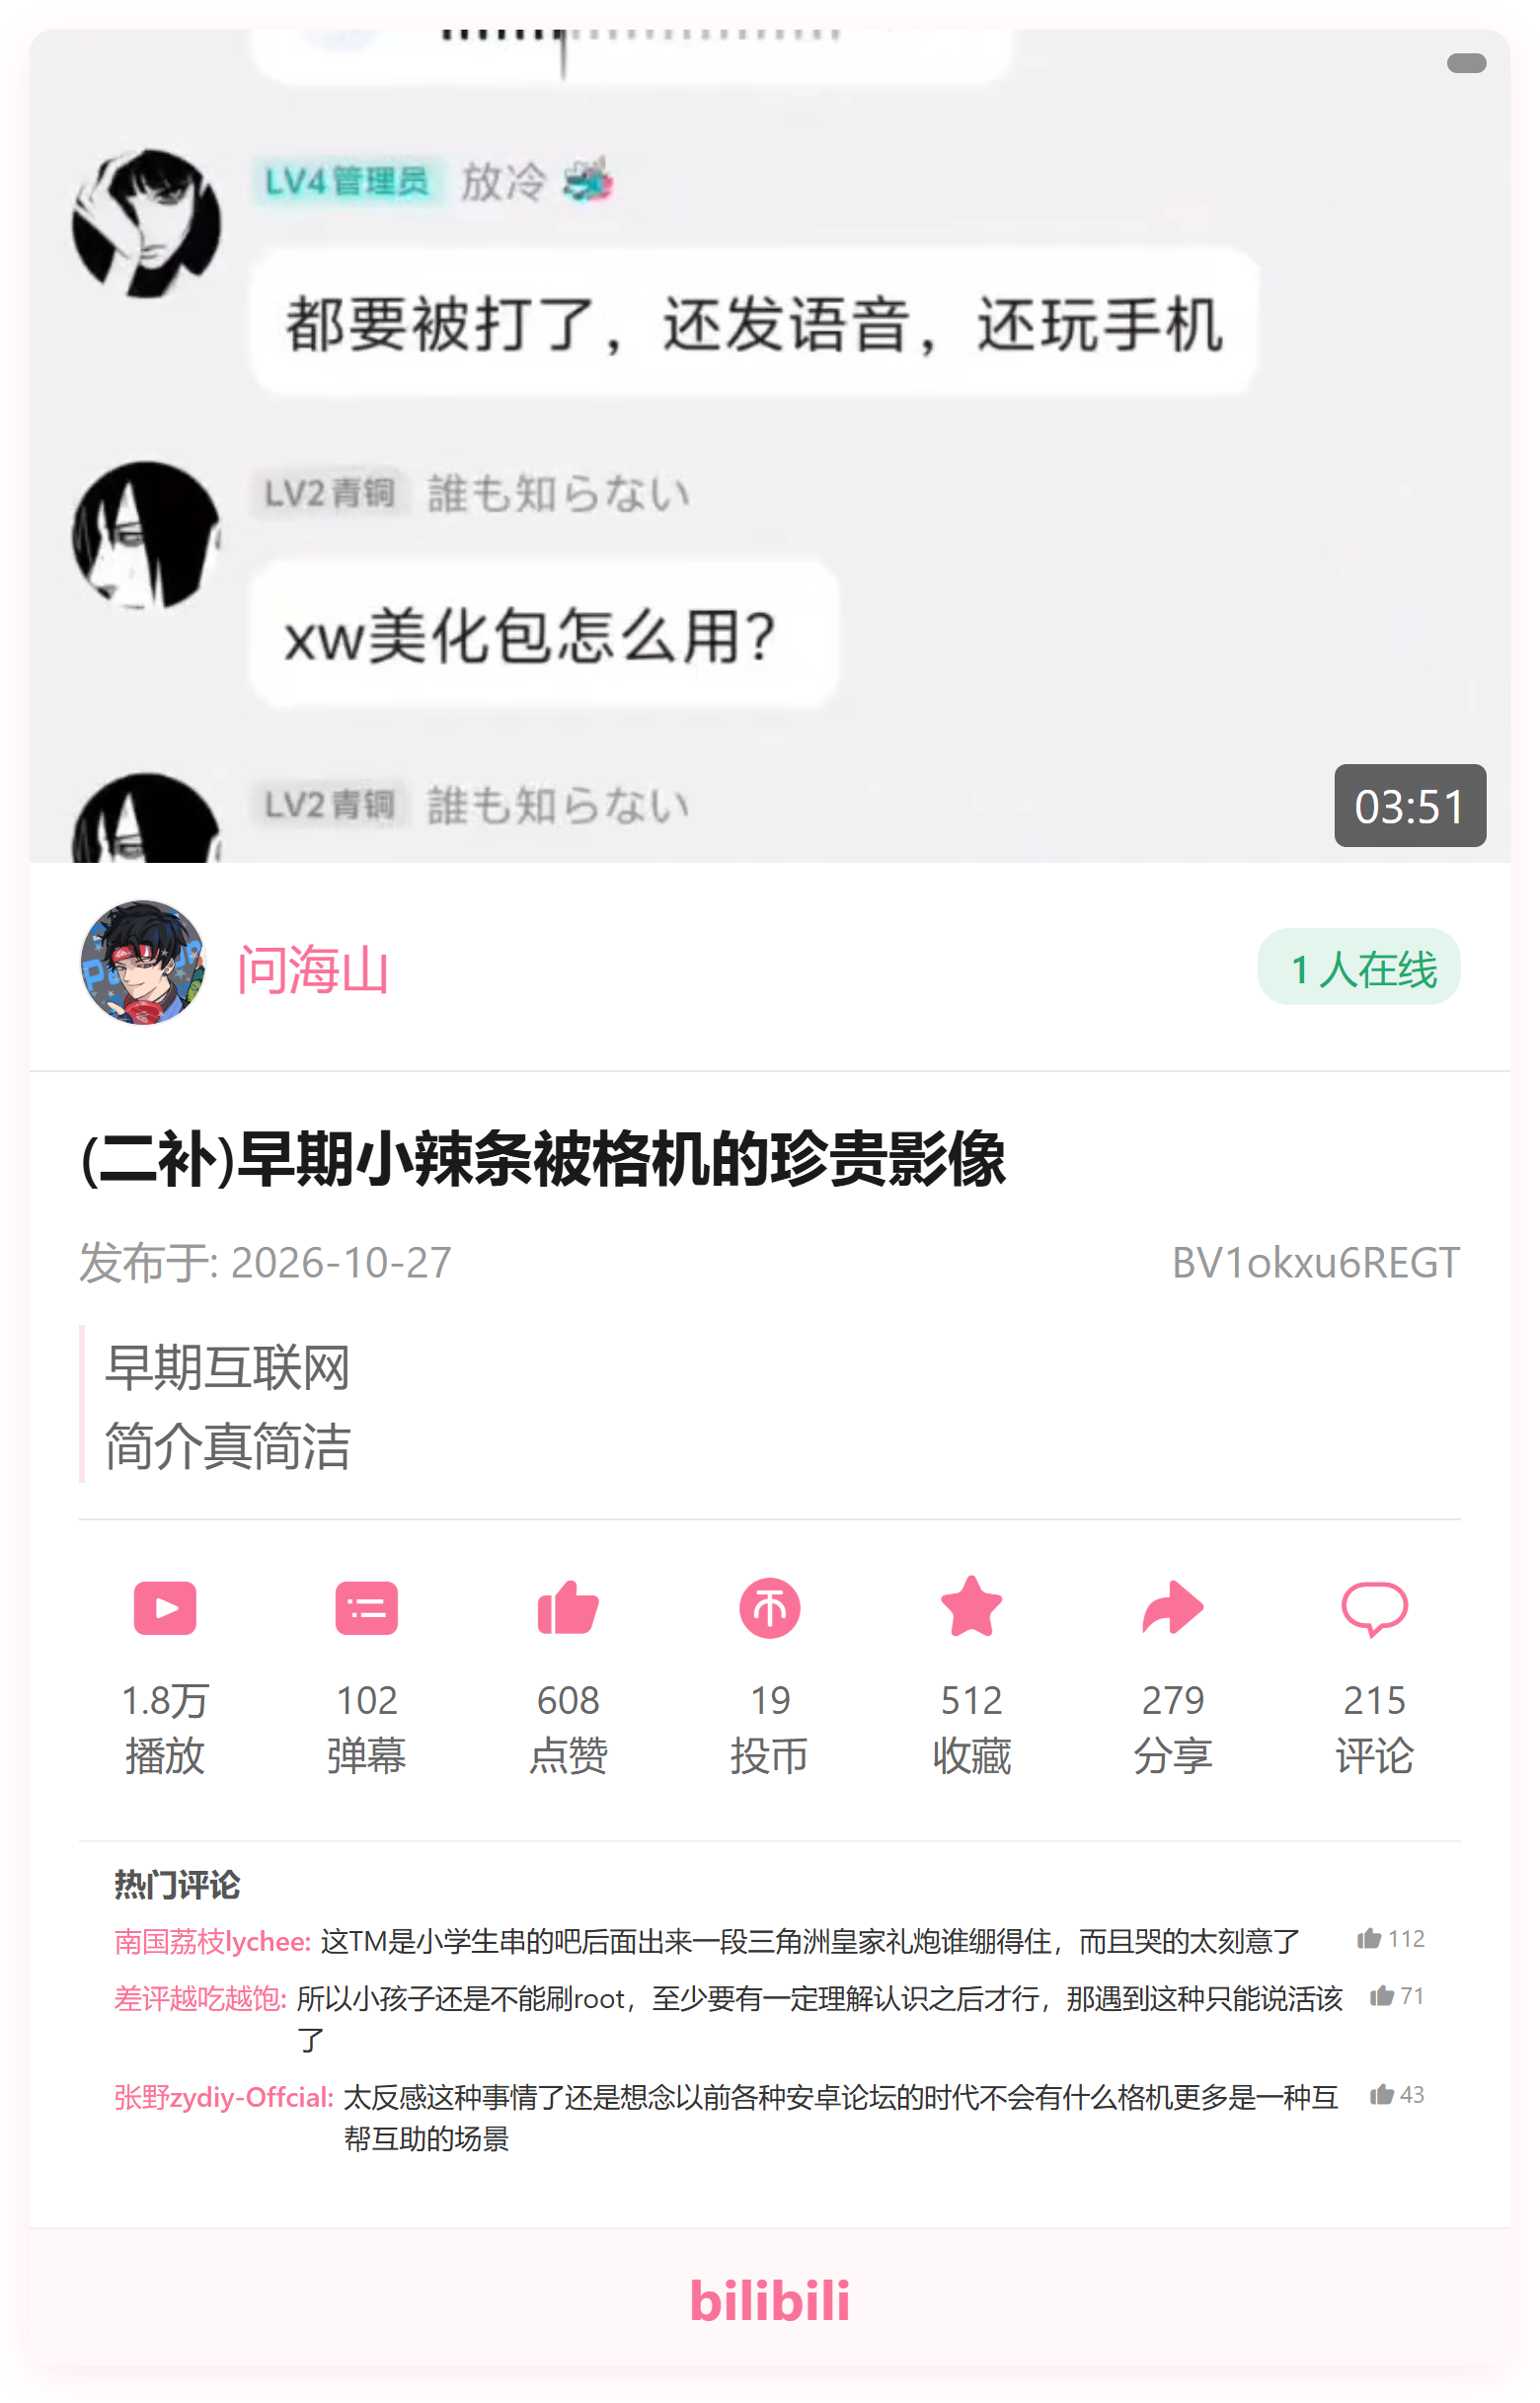 LV4管理员 放冷
都要被打了，还发语音，还玩手机
LV2青铜 誰も知らない
xw美化包怎么用？
LV2青铜 誰も知らない
03:51
问海山
1 人在线
(二补)早期小辣条被格机的珍贵影像
发布于: 2026-10-27
BV1okxu6REGT
早期互联网
简介真简洁
1.8万 102 608 19 512 279 215
播放 弹幕 点赞 投币 收藏 分享 评论
热门评论
南国荔枝lychee: 这TM是小学生串的吧后面出来一段三角洲皇家礼炮谁绷得住，而且哭的太刻意了 112
差评越吃越饱: 所以小孩子还是不能刷root，至少要有一定理解认识之后才行，那遇到这种只能说活该 71
了
张野zydiy-Offcial: 太反感这种事情了还是想念以前各种安卓论坛的时代不会有什么格机更多是一种互 43
帮互助的场景
bilibili